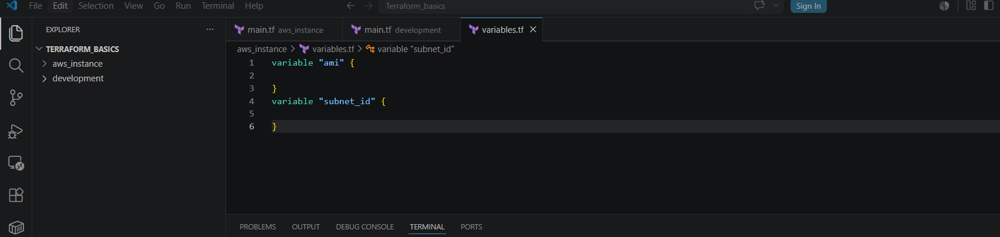 File Edit Selection View Go Run Terminal Help Terraform_basics Sign In
EXPLORER
TERRAFORM_BASICS
aws_instance
development
main.tf aws_instance main.tf development variables.tf
aws_instance > variables.tf > variable "subnet_id"
1 variable "ami" {
2
3 }
4 variable "subnet_id" {
5
6 }
PROBLEMS OUTPUT DEBUG CONSOLE TERMINAL PORTS